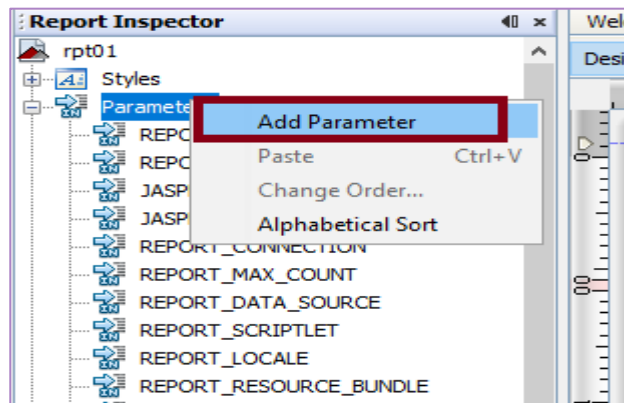 Report Inspector
Wel
rpt01
Desi
Styles
Paramete
Add Parameter
REPO
Paste Ctrl+V
REPO
Change Order...
JASP
Alphabetical Sort
JASP
REPORT_CONNECTION
REPORT_MAX_COUNT
REPORT_DATA_SOURCE
REPORT_SCRIPTLET
REPORT_LOCALE
REPORT_RESOURCE_BUNDLE